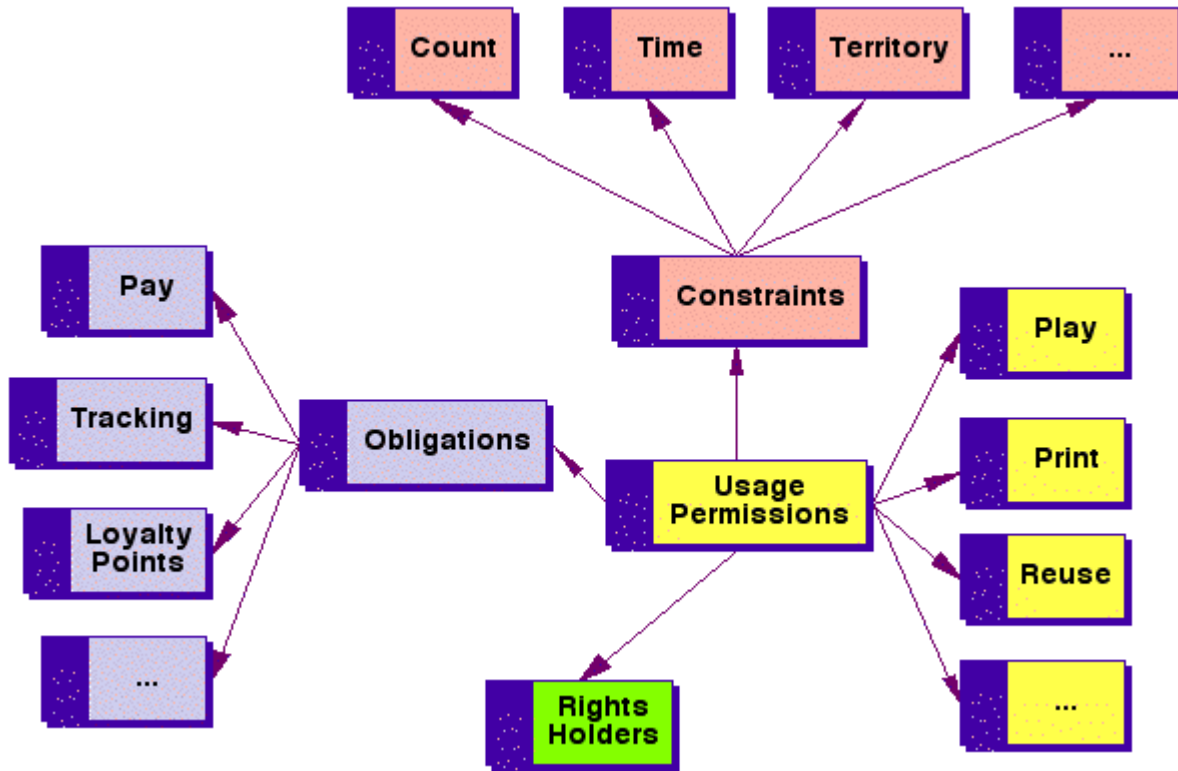 Count
Time
Territory
...
Constraints
Pay
Tracking
Loyalty
Points
...
Obligations
Usage
Permissions
Play
Print
Reuse
...
Rights
Holders